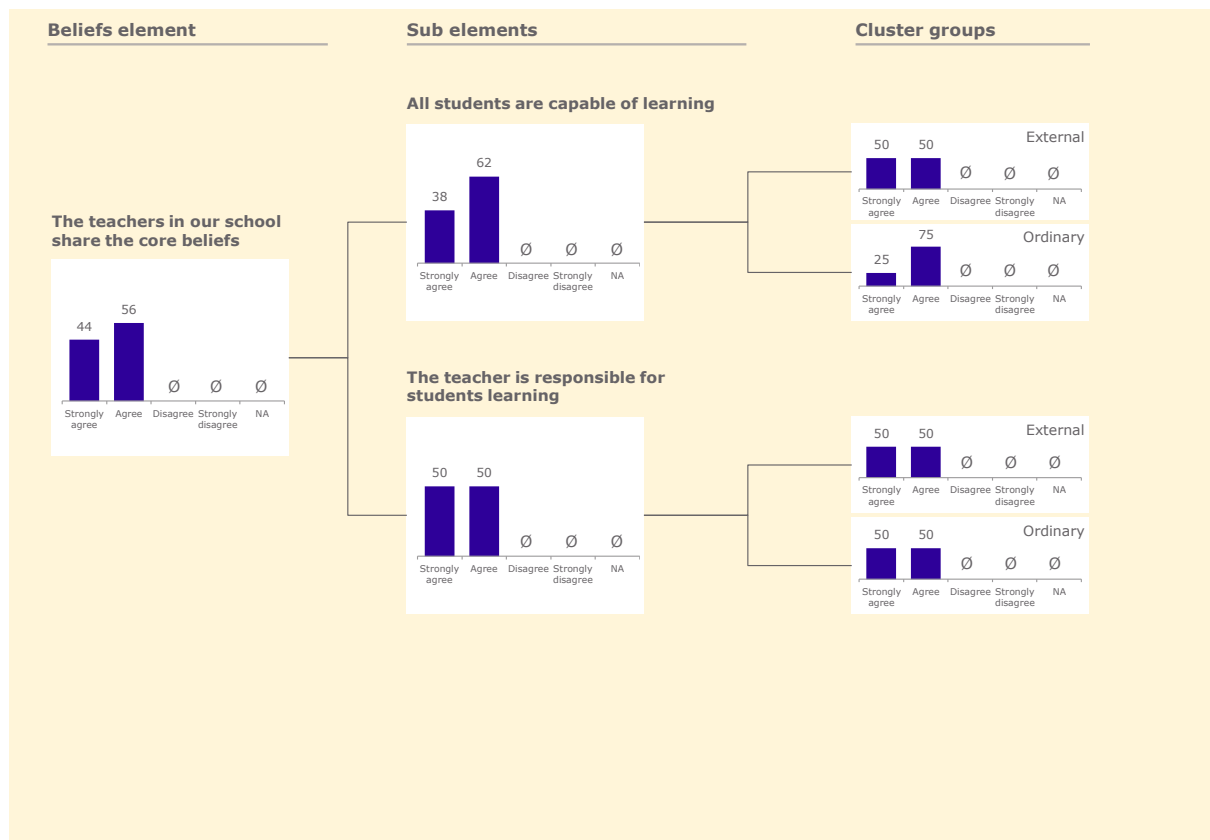 Beliefs element
Sub elements
Cluster groups
The teachers in our school
share the core beliefs
44
56
Ø
Ø
Ø
Strongly
agree
Agree
Disagree
Strongly
disagree
NA
All students are capable of learning
38
62
Ø
Ø
Ø
Strongly
agree
Agree
Disagree
Strongly
disagree
NA
The teacher is responsible for
students learning
50
50
Ø
Ø
Ø
Strongly
agree
Agree
Disagree
Strongly
disagree
NA
External
50
50
Ø
Ø
Ø
Strongly
agree
Agree
Disagree
Strongly
disagree
NA
Ordinary
25
75
Ø
Ø
Ø
Strongly
agree
Agree
Disagree
Strongly
disagree
NA
External
50
50
Ø
Ø
Ø
Strongly
agree
Agree
Disagree
Strongly
disagree
NA
Ordinary
50
50
Ø
Ø
Ø
Strongly
agree
Agree
Disagree
Strongly
disagree
NA